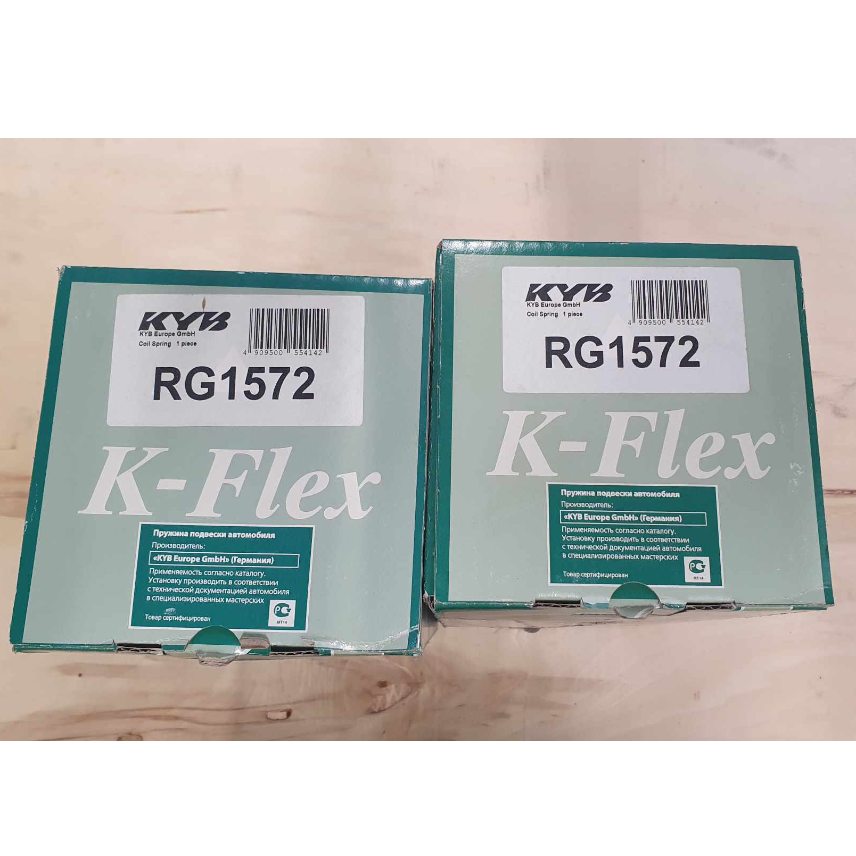 KYB
KYB Europe GmbH
Coil Spring 1 piece
4 909500 554142
RG1572
K-Flex
Пружина подвески автомобиля
Производитель:
«KYB Europe GmbH» (Германия)
Применяемость согласно каталогу.
Установку производить в соответствии
с технической документацией автомобиля
в специализированных мастерских
Товар сертифицирован
МТ14
KYB
KYB Europe GmbH
Coil Spring 1 piece
4 909500 554142
RG1572
K-Flex
Пружина подвески автомобиля
Производитель:
«KYB Europe GmbH» (Германия)
Применяемость согласно каталогу.
Установку производить в соответствии
с технической документацией автомобиля
в специализированных мастерских
Товар сертифицирован
МТ14